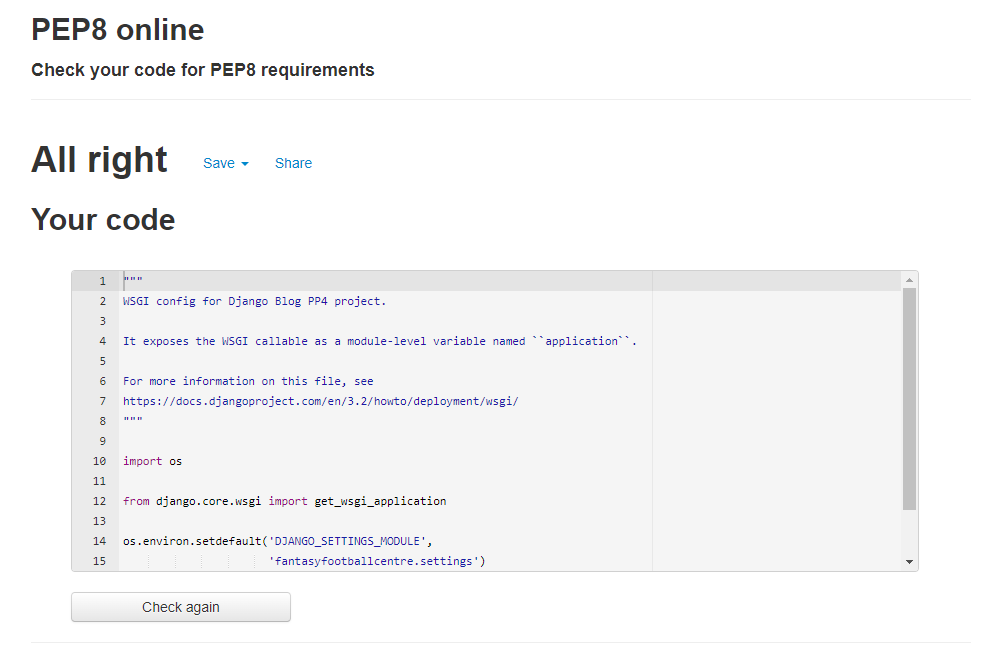 PEP8 online
Check your code for PEP8 requirements
All right Save Share
Your code
1 """
2 WSGI config for Django Blog PP4 project.
3
4 It exposes the WSGI callable as a module-level variable named ``application``.
5
6 For more information on this file, see
7 https://docs.djangoproject.com/en/3.2/howto/deployment/wsgi/
8 """
9
10 import os
11
12 from django.core.wsgi import get_wsgi_application
13
14 os.environ.setdefault('DJANGO_SETTINGS_MODULE',
15                       'fantasyfootballcentre.settings')
Check again